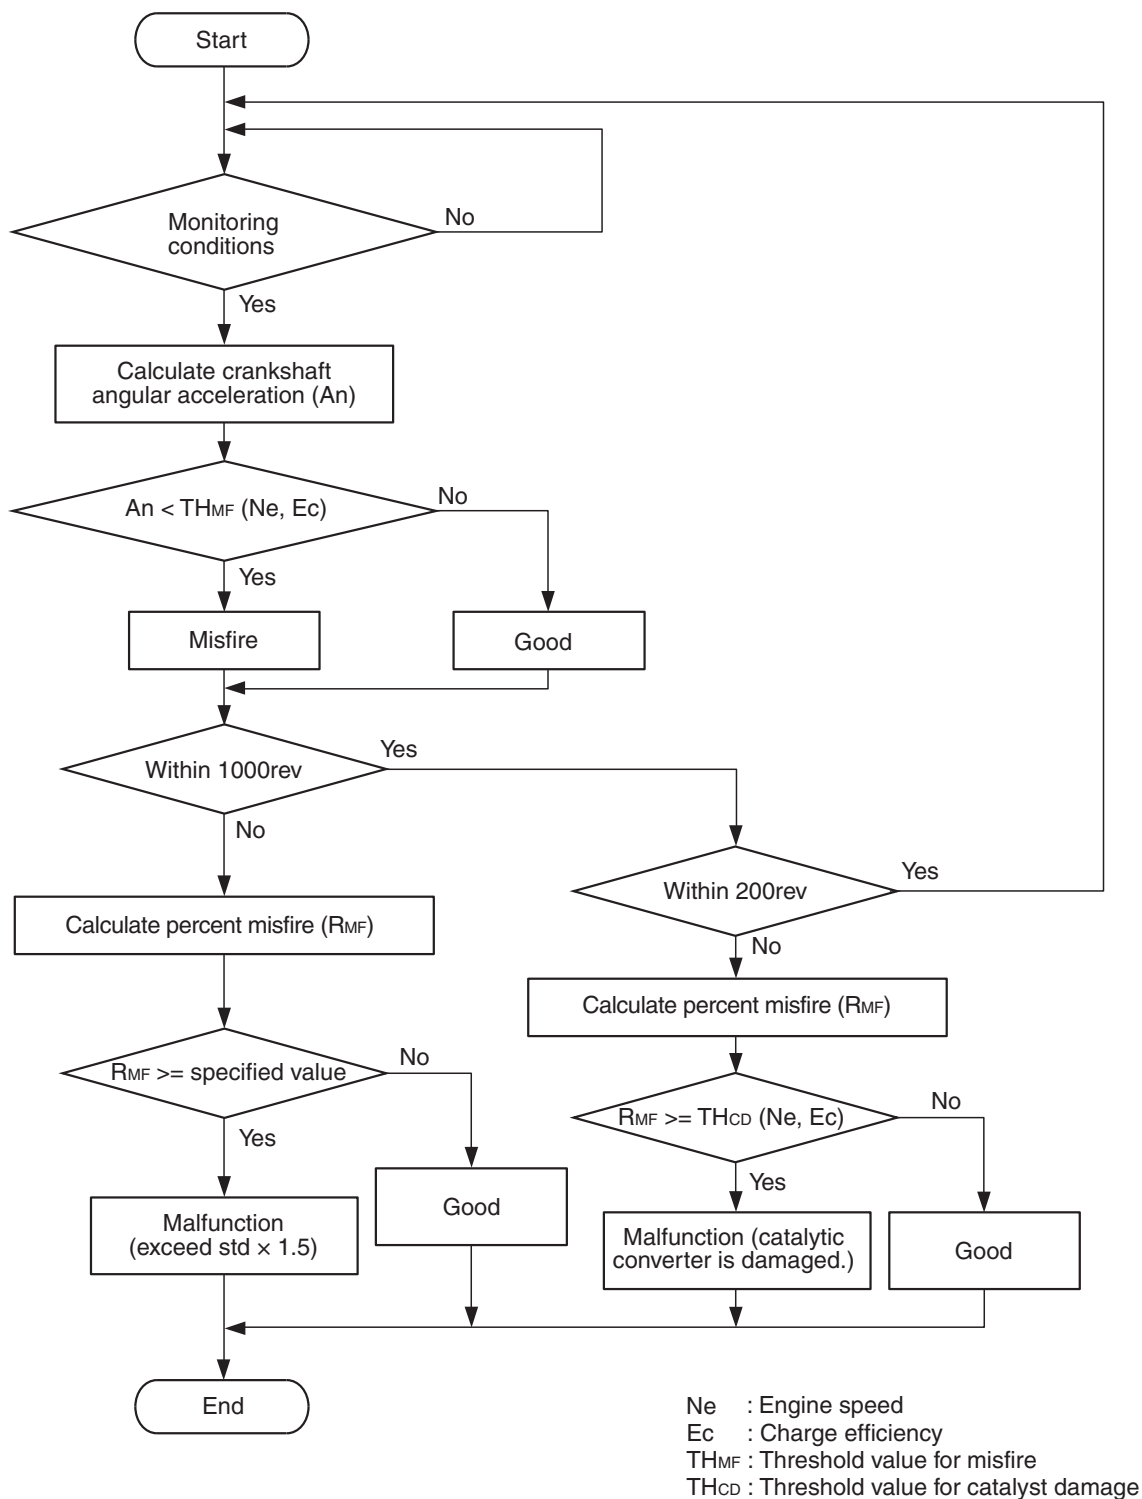 Start
Monitoring
conditions
No
Yes
Calculate crankshaft
angular acceleration (An)
An < THMF (Ne, Ec)
No
Yes
Misfire
Good
Within 1000rev
Yes
No
Within 200rev
Yes
Calculate percent misfire (RMF)
No
Calculate percent misfire (RMF)
RMF >= specified value
No
RMF >= THCD (Ne, Ec)
No
Yes
Yes
Good
Malfunction
(exceed std × 1.5)
Malfunction (catalytic
converter is damaged.)
Good
End
Ne : Engine speed
Ec : Charge efficiency
THMF : Threshold value for misfire
THCD : Threshold value for catalyst damage